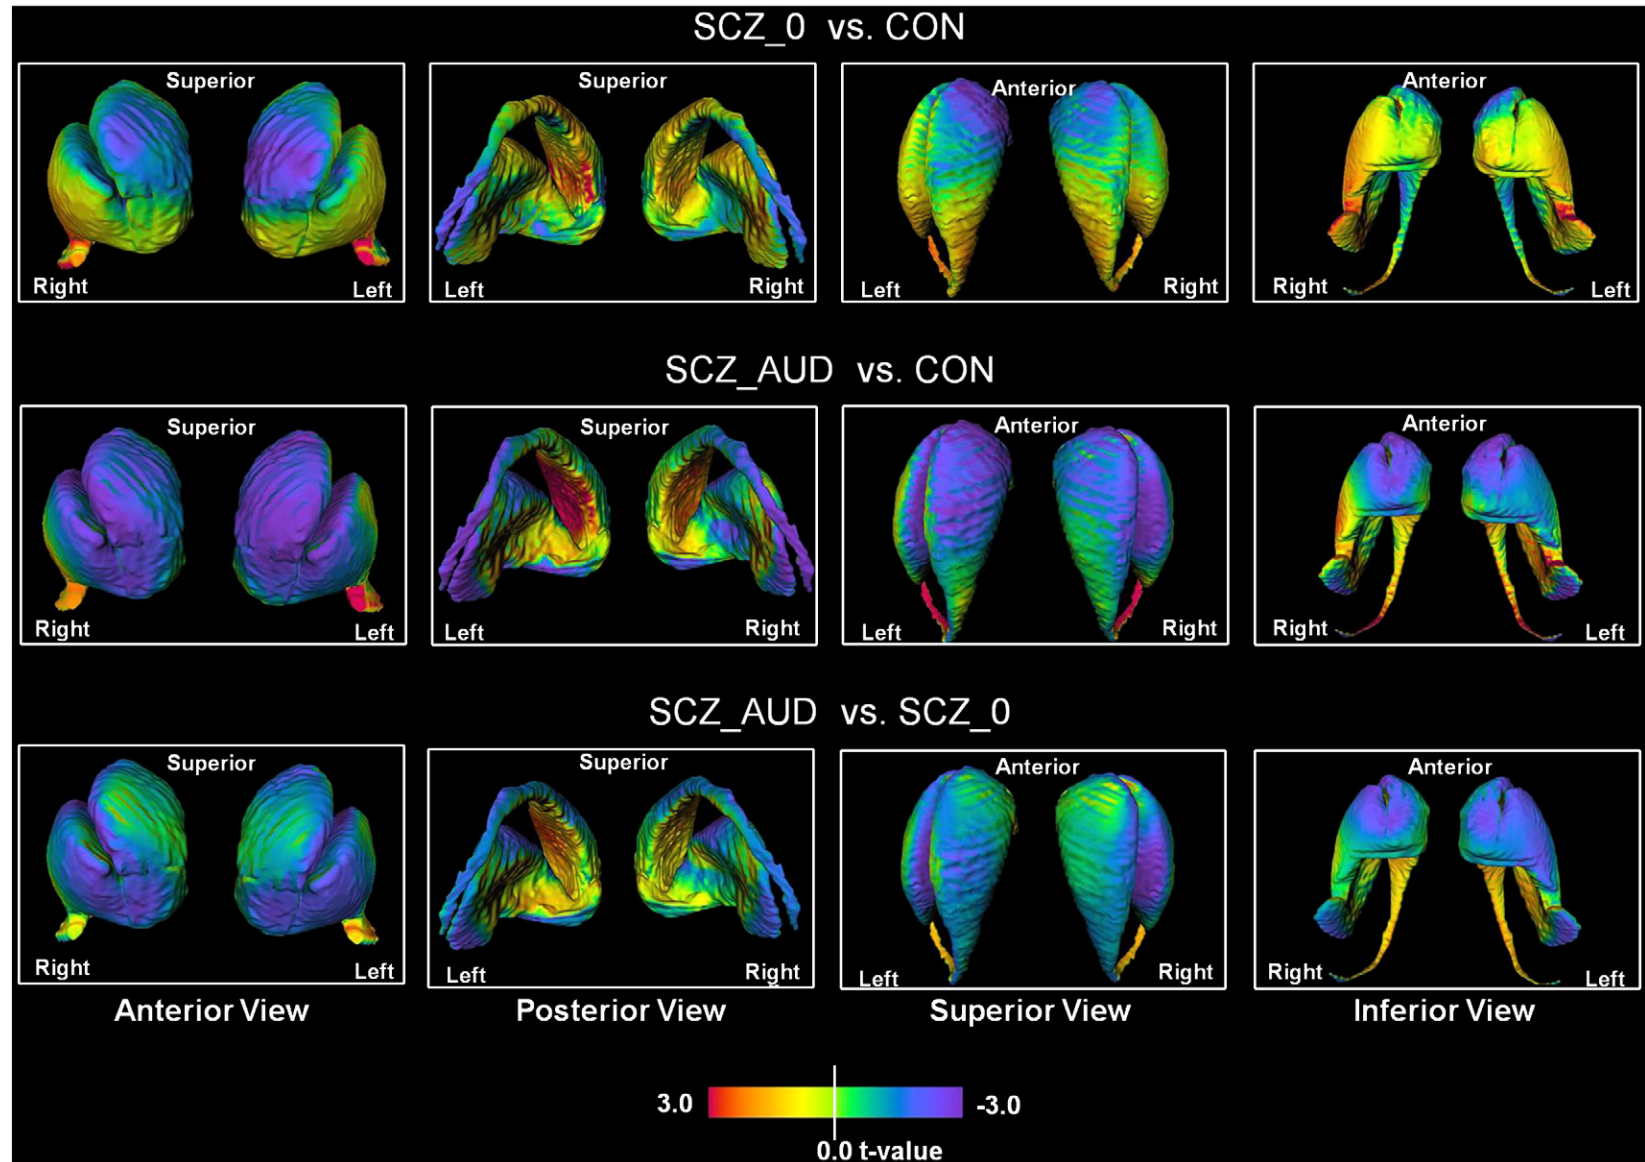 SCZ_0 vs. CON
Superior
Right
Left
Superior
Left
Right
Anterior
Left
Right
Anterior
Right
Left
SCZ_AUD vs. CON
Superior
Right
Left
Superior
Left
Right
Anterior
Left
Right
Anterior
Right
Left
SCZ_AUD vs. SCZ_0
Superior
Right
Left
Superior
Left
Right
Anterior
Left
Right
Anterior
Right
Left
Anterior View
Posterior View
Superior View
Inferior View
3.0
-3.0
0.0 t-value